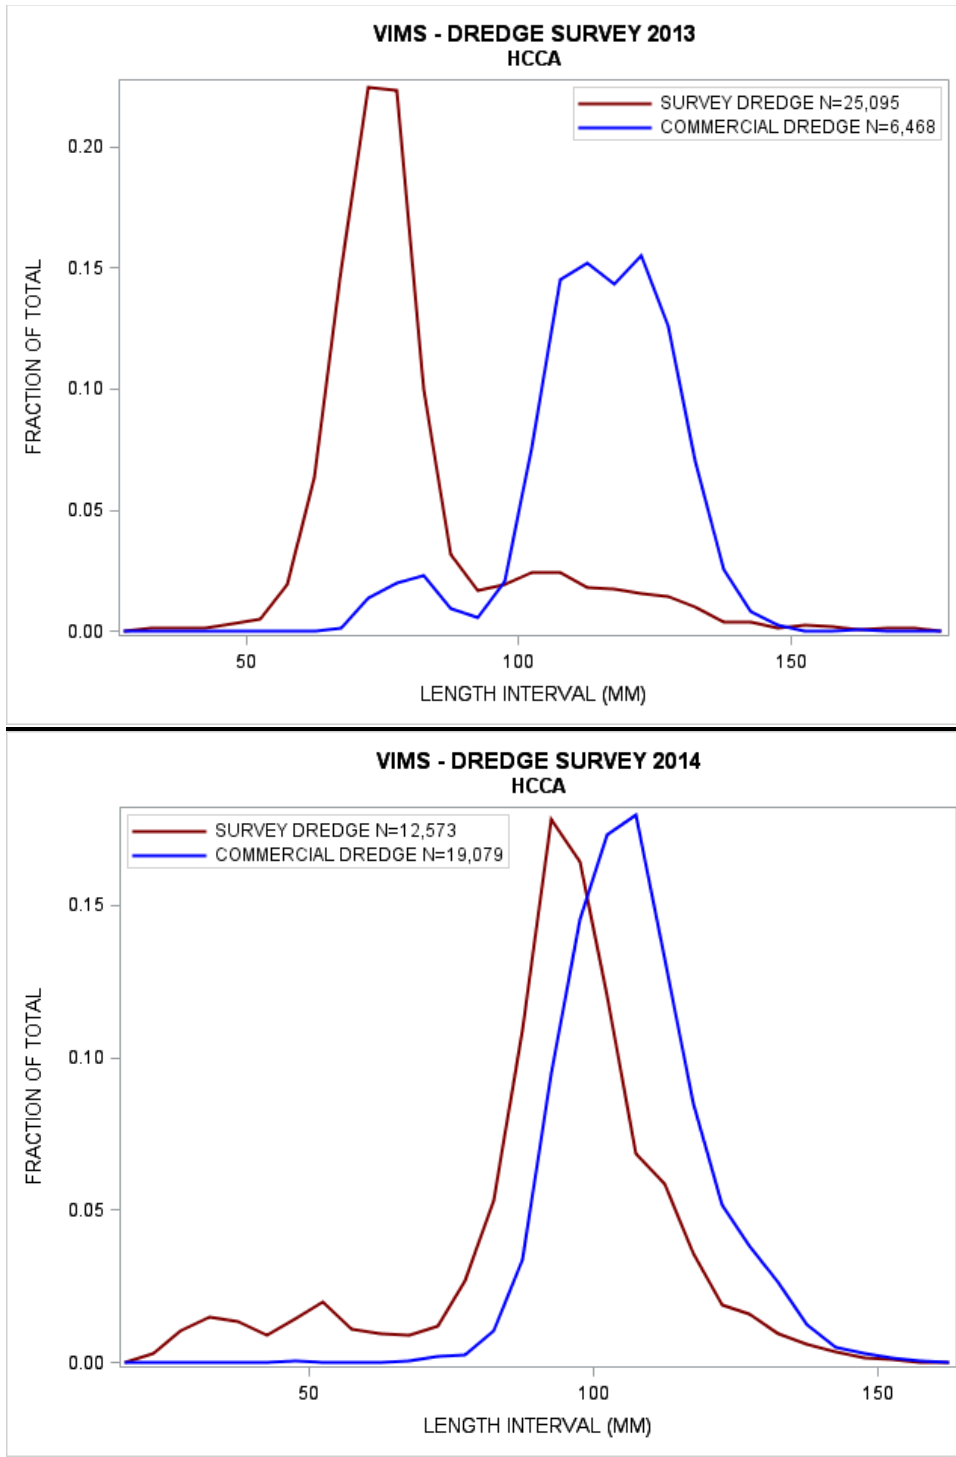 VIMS - DREDGE SURVEY 2013
HCCA
SURVEY DREDGE N=25,095
COMMERCIAL DREDGE N=6,468
FRACTION OF TOTAL
0.20
0.15
0.10
0.05
0.00
50 100 150
LENGTH INTERVAL (MM)
VIMS - DREDGE SURVEY 2014
HCCA
SURVEY DREDGE N=12,573
COMMERCIAL DREDGE N=19,079
FRACTION OF TOTAL
0.15
0.10
0.05
0.00
50 100 150
LENGTH INTERVAL (MM)